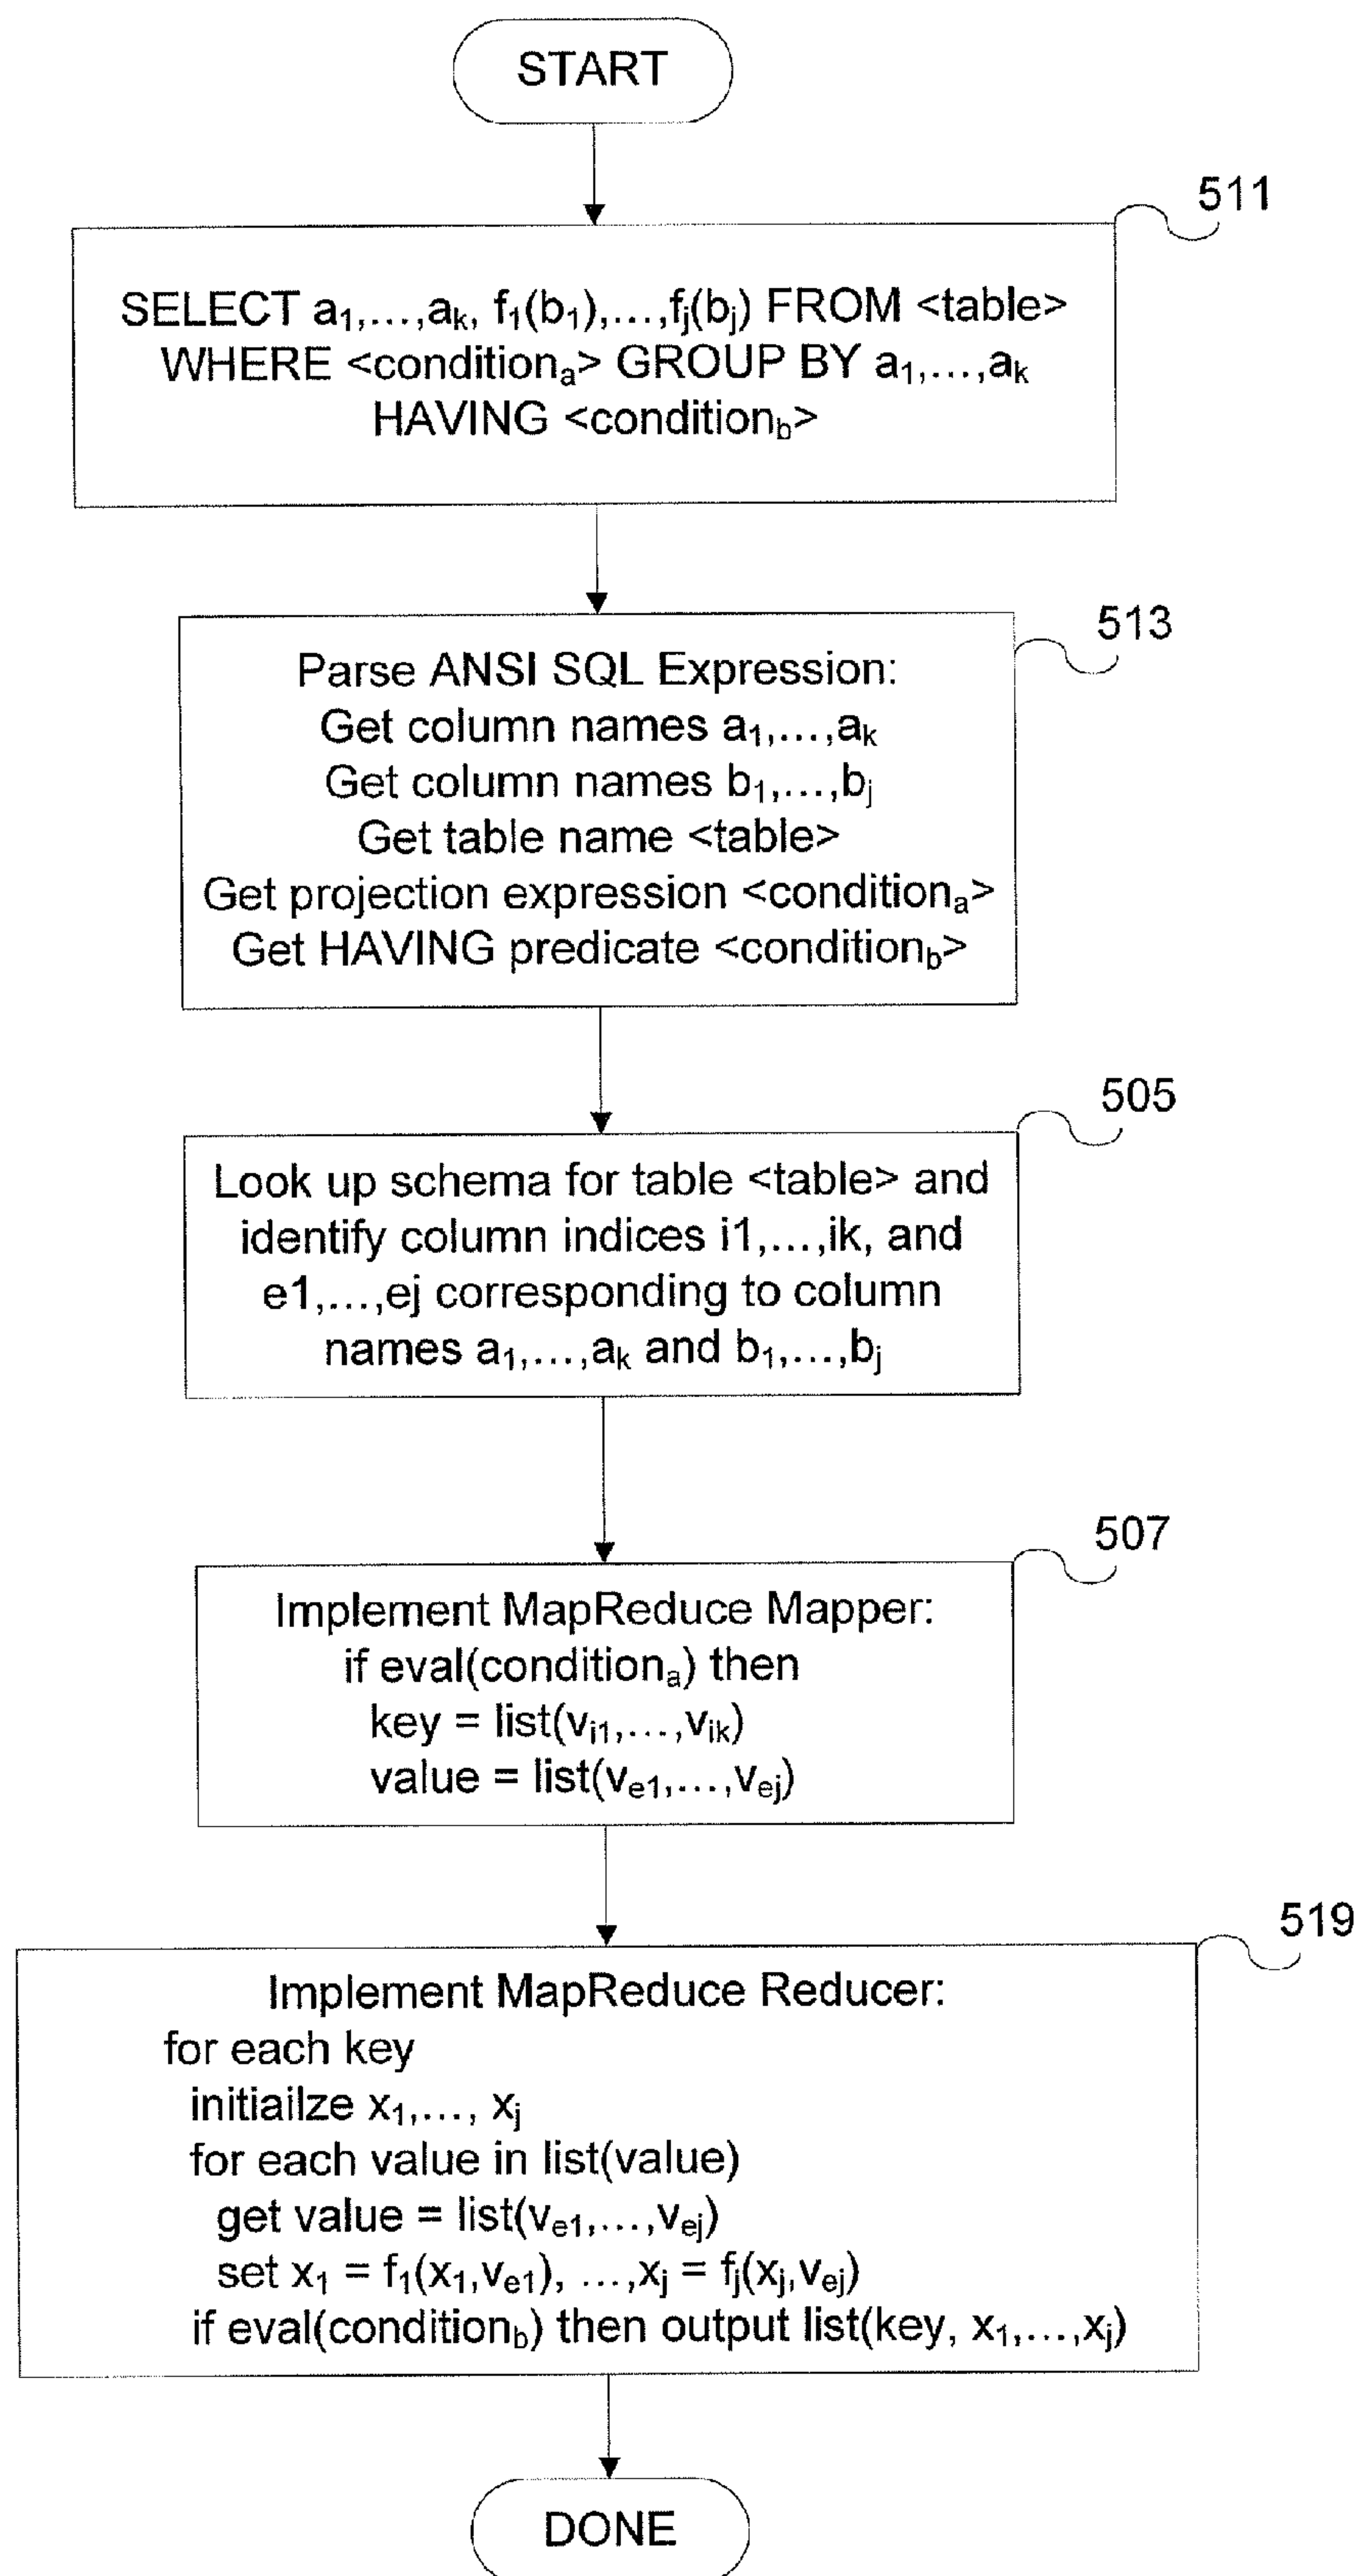 START
511
SELECT a₁,...,aₖ, f₁(b₁),...,fⱼ(bⱼ) FROM <table>
WHERE <conditionₐ> GROUP BY a₁,...,aₖ
HAVING <condition_b>
513
Parse ANSI SQL Expression:
Get column names a₁,...,aₖ
Get column names b₁,...,bⱼ
Get table name <table>
Get projection expression <conditionₐ>
Get HAVING predicate <condition_b>
505
Look up schema for table <table> and
identify column indices i1,...,ik, and
e1,...,ej corresponding to column
names a₁,...,aₖ and b₁,...,bⱼ
507
Implement MapReduce Mapper:
if eval(conditionₐ) then
key = list(vᵢ₁,...,vᵢₖ)
value = list(vₑ₁,...,vₑⱼ)
519
Implement MapReduce Reducer:
for each key
initiailze x₁,..., xⱼ
for each value in list(value)
get value = list(vₑ₁,...,vₑⱼ)
set x₁ = f₁(x₁,vₑ₁), ...,xⱼ = fⱼ(xⱼ,vₑⱼ)
if eval(condition_b) then output list(key, x₁,...,xⱼ)
DONE